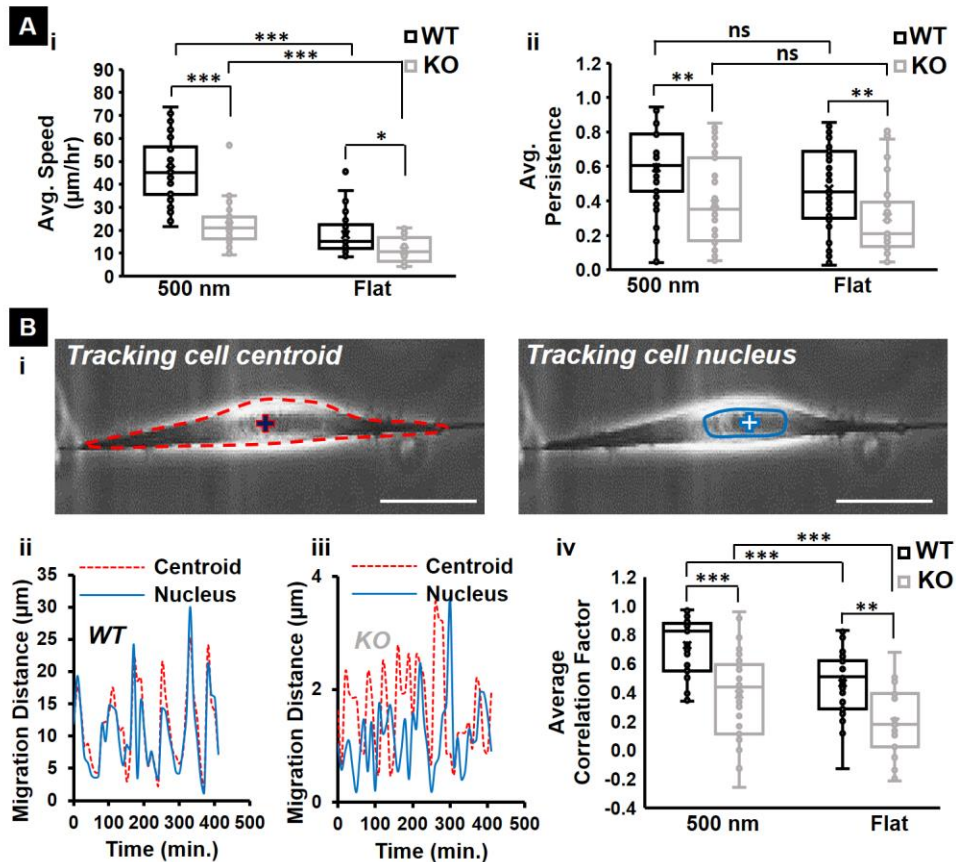 A
i
***
***
***
*
WT
KO
90
80
70
60
50
40
30
20
10
0
Avg. Speed
(µm/hr)
500 nm
Flat
ii
ns
ns
**
**
WT
KO
1.2
1.0
0.8
0.6
0.4
0.2
0.0
Avg.
Persistence
500 nm
Flat
B
i
Tracking cell centroid
Tracking cell nucleus
ii
Centroid
Nucleus
WT
35
30
25
20
15
10
5
0
Migration Distance (µm)
0 100 200 300 400 500
Time (min.)
iii
Centroid
Nucleus
KO
4
2
0
Migration Distance (µm)
0 100 200 300 400 500
Time (min.)
iv
***
***
***
**
WT
KO
1.2
1.0
0.8
0.6
0.4
0.2
0.0
-0.2
-0.4
Average
Correlation Factor
500 nm
Flat